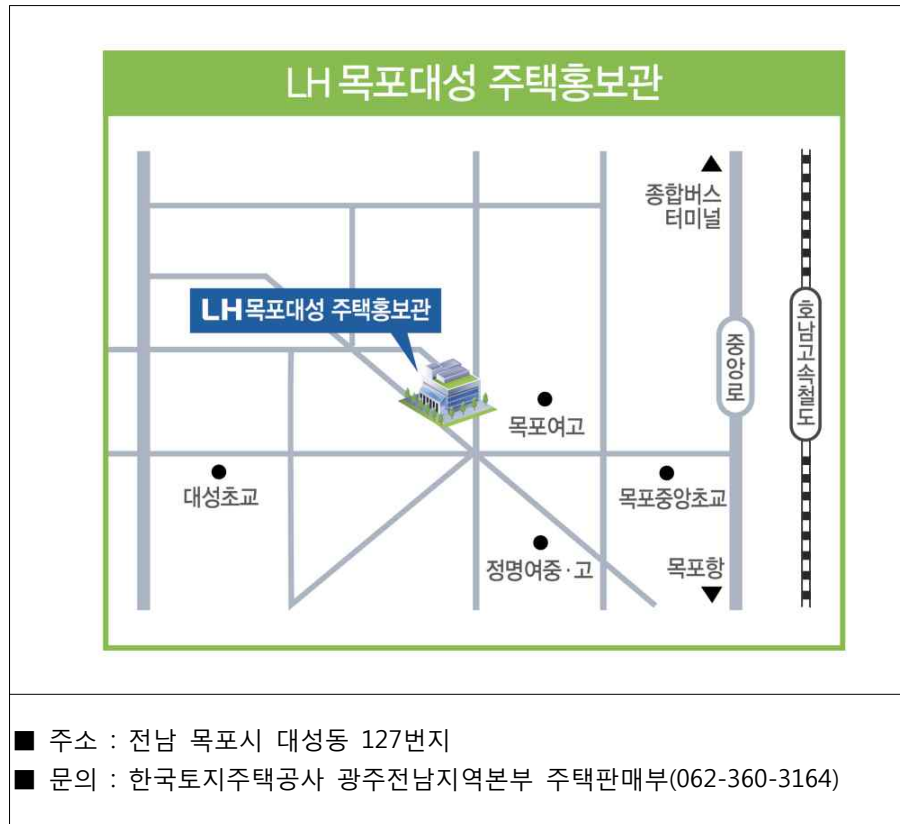 LH 목포대성 주택홍보관
종합버스
터미널
LH목포대성 주택홍보관
중앙로
호남고속철도
목포여고
대성초교
목포중앙초교
정명여중·고
목포항
■ 주소 : 전남 목포시 대성동 127번지
■ 문의 : 한국토지주택공사 광주전남지역본부 주택판매부(062-360-3164)